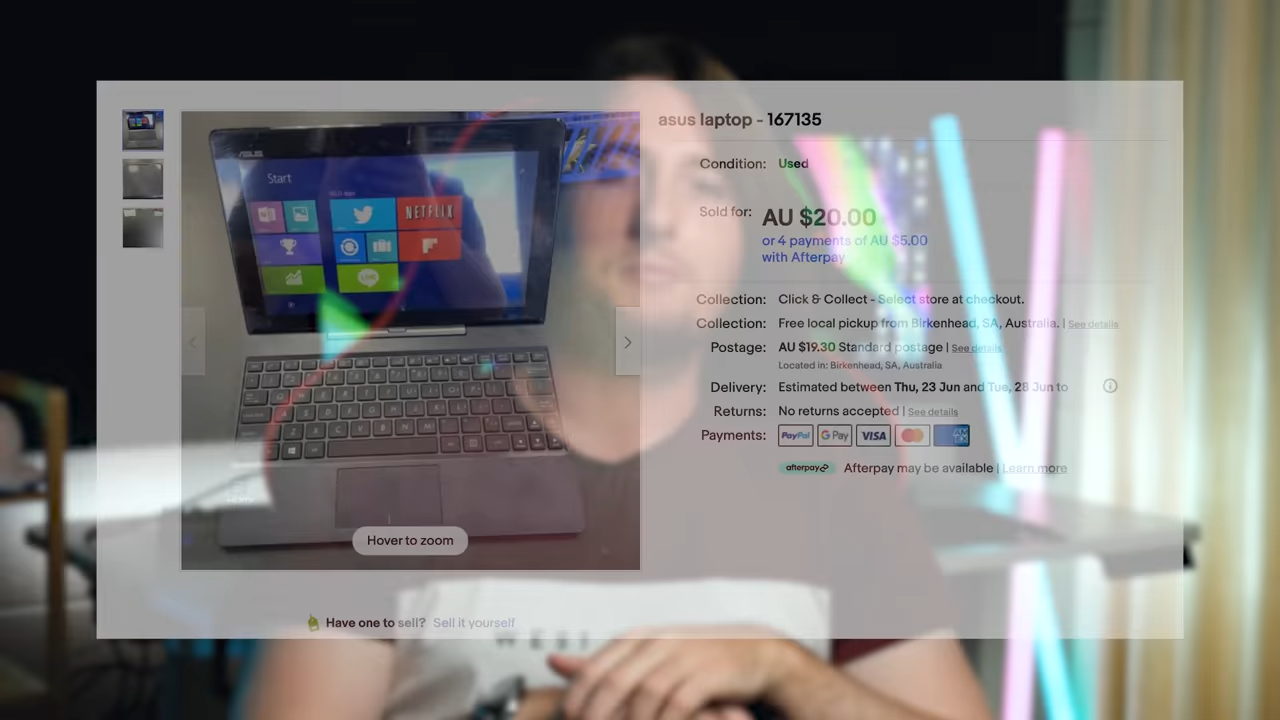 asus laptop - 167135
Condition: Used
Sold for: AU $20.00
or 4 payments of AU $5.00
with Afterpay
Collection: Click & Collect - Select store at checkout.
Collection: Free local pickup from Birkenhead, SA, Australia. | See details
Postage: AU $19.30 Standard postage | See details
Located in: Birkenhead, SA, Australia
Delivery: Estimated between Thu, 23 Jun and Tue, 28 Jun to
Returns: No returns accepted | See details
Payments: PayPal G Pay VISA AM EX
afterpay Afterpay may be available | Learn more
ASUS
Start
NETFLIX
LINE
Hover to zoom
Have one to sell? Sell it yourself